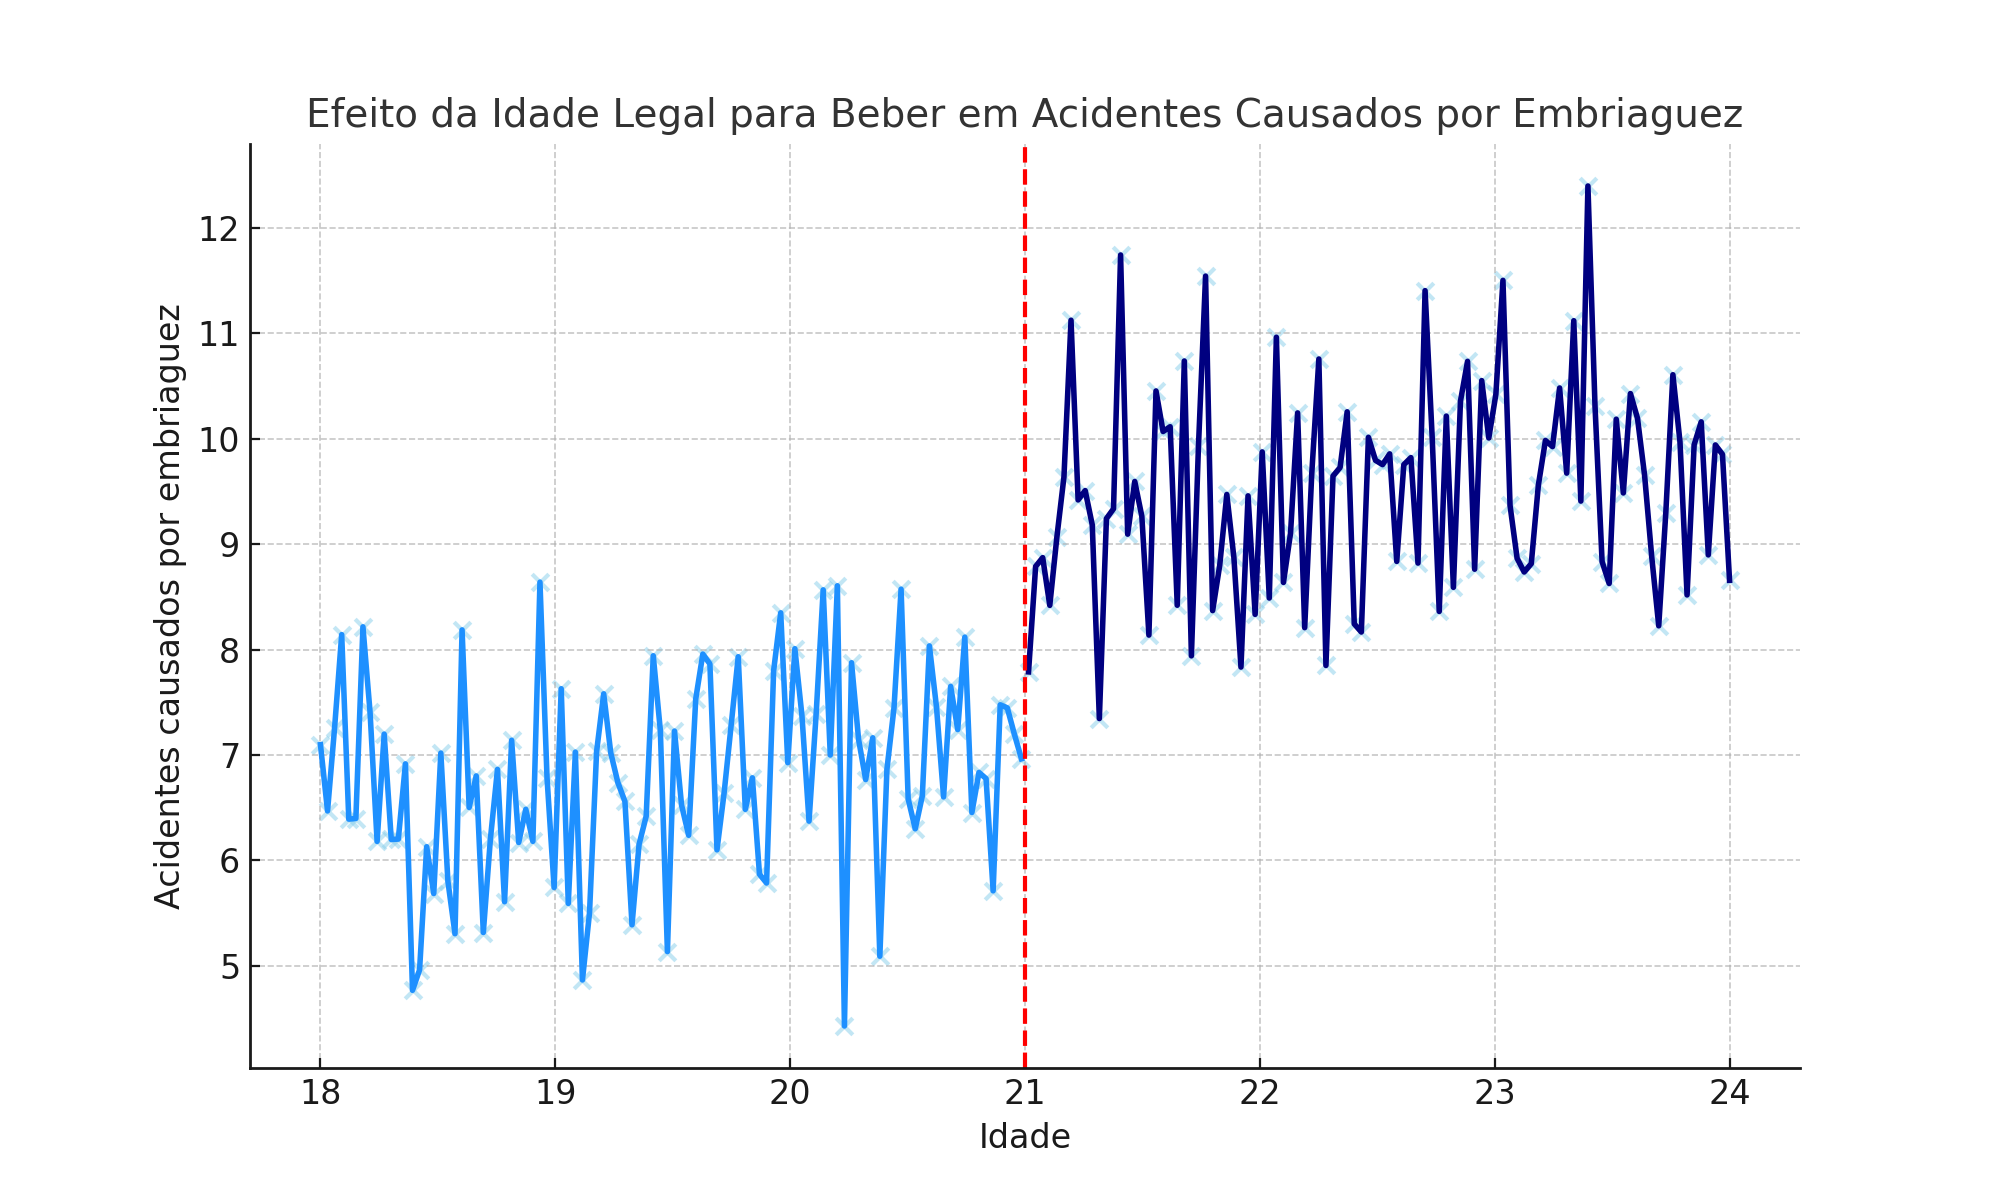 Efeito da Idade Legal para Beber em Acidentes Causados por Embriaguez
Acidentes causados por embriaguez
12
11
10
9
8
7
6
5
18 19 20 21 22 23 24
Idade